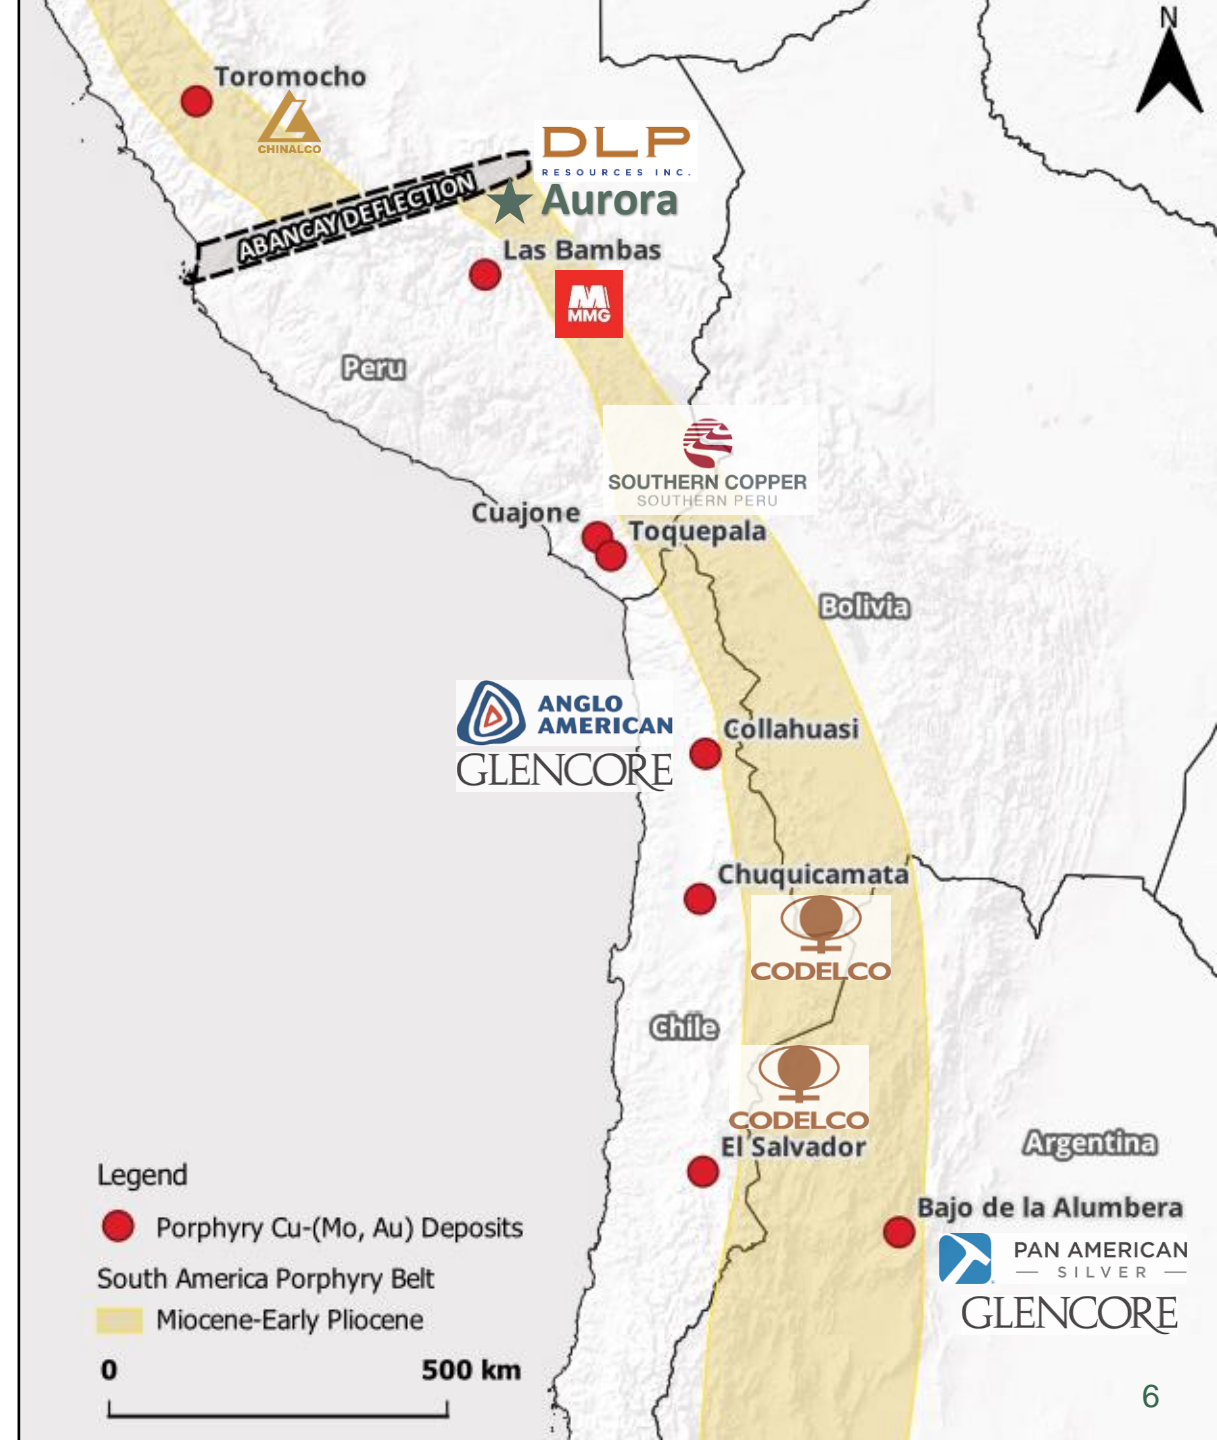 N
Toromocho
CHINALCO
DLP
RESOURCES INC.
ABANCAY DEFLECTION
Aurora
Las Bambas
MMG
Peru
SOUTHERN COPPER
SOUTHERN PERU
Cuajone
Toquepala
Bolivia
ANGLO
AMERICAN
GLENCORE
Collahuasi
Chuquicamata
CODELCO
Chile
CODELCO
El Salvador
Argentina
Bajo de la Alumbera
PAN AMERICAN
— SILVER —
GLENCORE
Legend
Porphyry Cu-(Mo, Au) Deposits
South America Porphyry Belt
Miocene-Early Pliocene
0 500 km
6